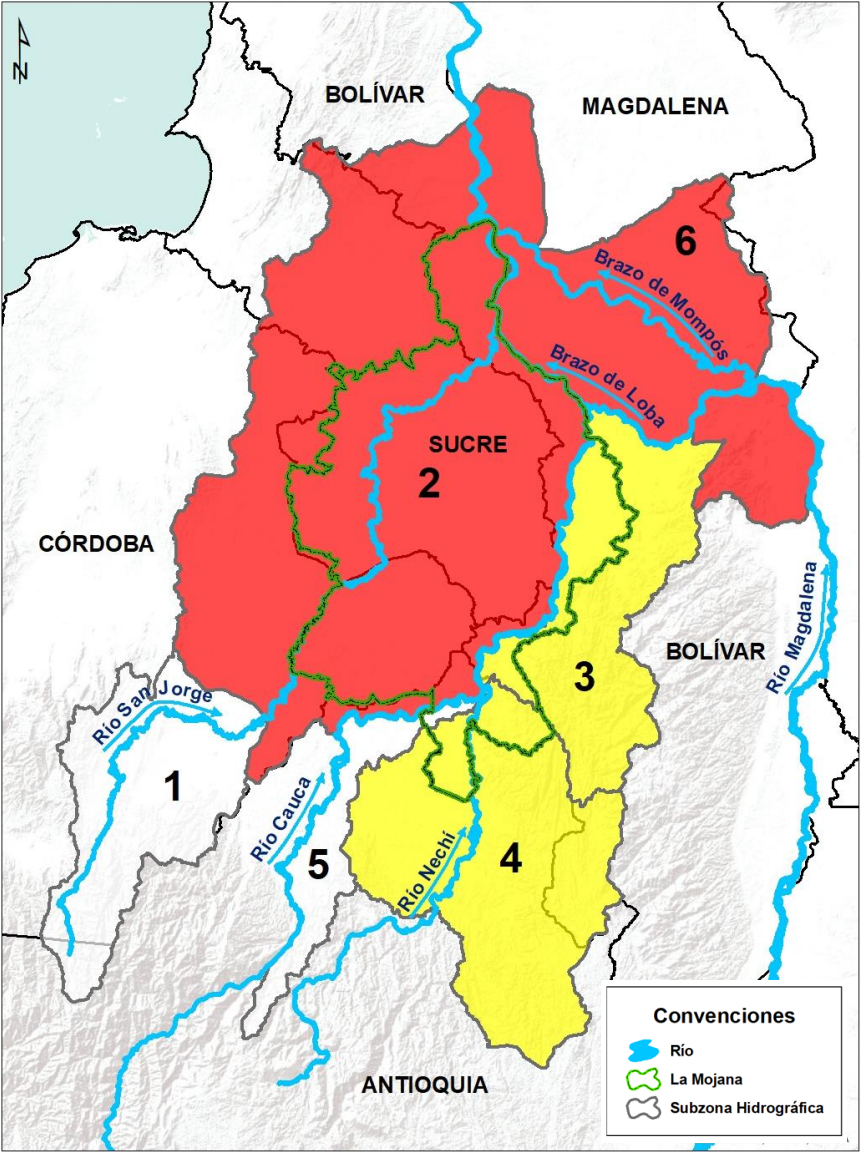 N
BOLÍVAR
MAGDALENA
6
Brazo de Mompós
Brazo de Loba
SUCRE
2
CÓRDOBA
Río Magdalena
BOLÍVAR
3
Río San Jorge
1
Río Cauca
5
Río Nechí
4
ANTIOQUIA
Convenciones
Río
La Mojana
Subzona Hidrográfica